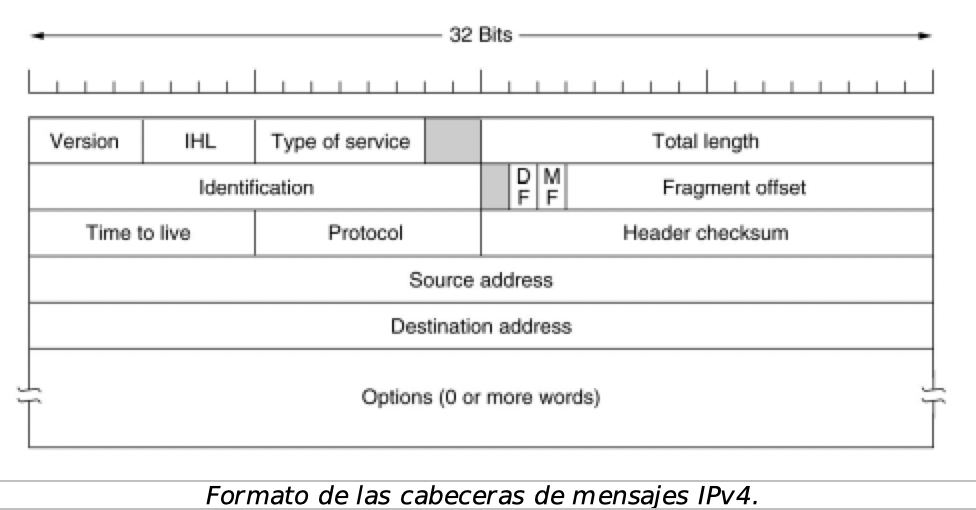 32 Bits
Version IHL Type of service Total length
Identification D F M F Fragment offset
Time to live Protocol Header checksum
Source address
Destination address
Options (0 or more words)
Formato de las cabeceras de mensajes IPv4.